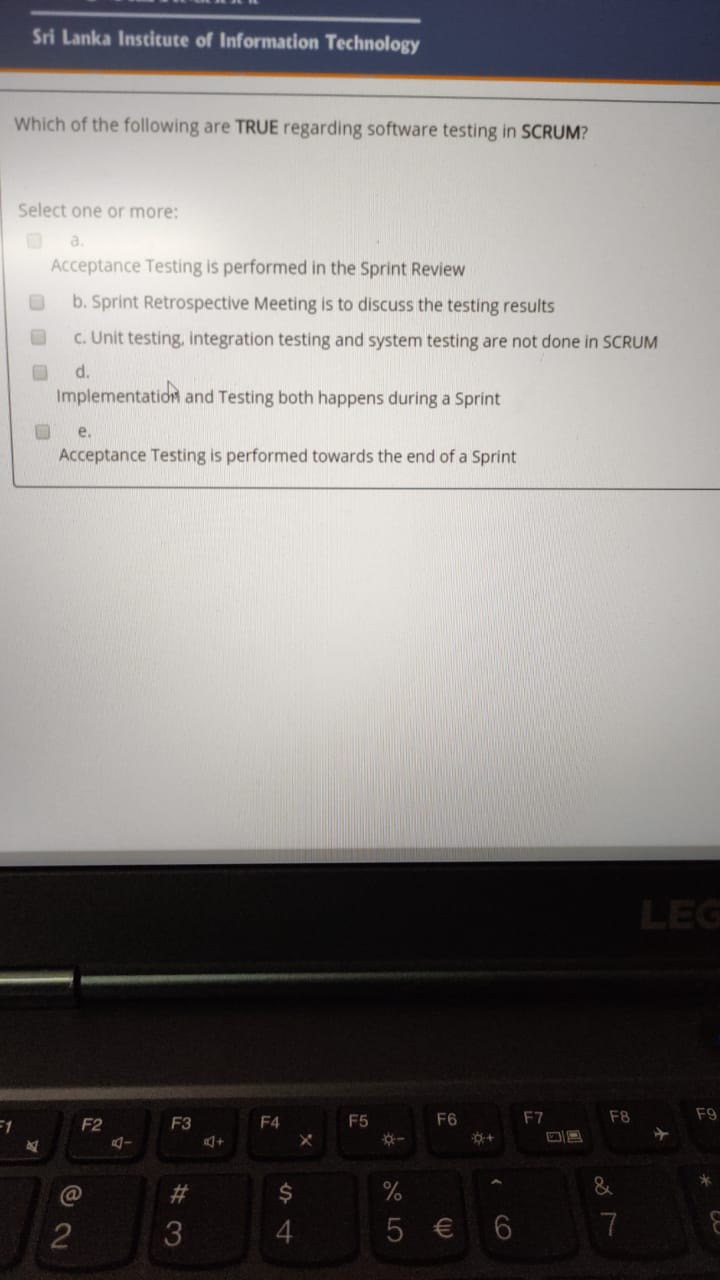 Sri Lanka Institute of Information Technology
Which of the following are TRUE regarding software testing in SCRUM?
Select one or more:
a.
Acceptance Testing is performed in the Sprint Review
b. Sprint Retrospective Meeting is to discuss the testing results
c. Unit testing, integration testing and system testing are not done in SCRUM
d.
Implementation and Testing both happens during a Sprint
e.
Acceptance Testing is performed towards the end of a Sprint
LEG
F1 F2 F3 F4 F5 F6 F7 F8 F9
@ # $ % ^ & *
2 3 4 5 € 6 7